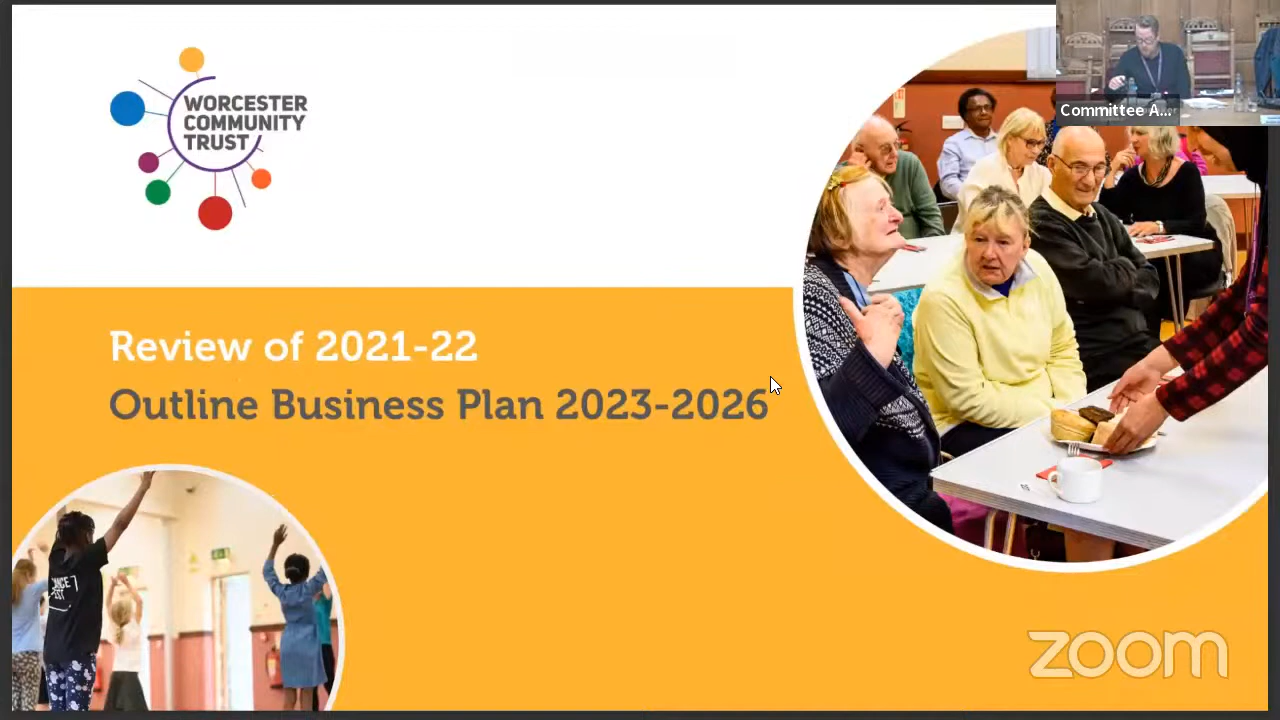 WORCESTER
COMMUNITY
TRUST
Committee A...
Review of 2021-22
Outline Business Plan 2023-2026
zoom